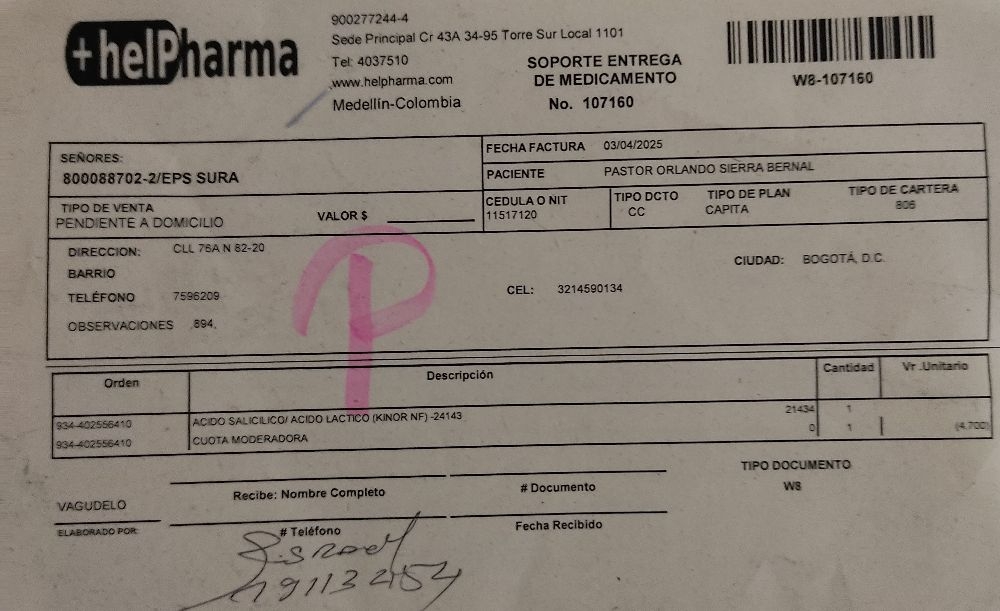 +helPharma
900277244-4
Sede Principal Cr 43A 34-95 Torre Sur Local 1101
Tel: 4037510
www.helpharma.com
Medellín-Colombia
SOPORTE ENTREGA
DE MEDICAMENTO
No. 107160
W8-107160
SEÑORES:
800088702-2/EPS SURA
FECHA FACTURA 03/04/2025
PACIENTE PASTOR ORLANDO SIERRA BERNAL
TIPO DE VENTA
PENDIENTE A DOMICILIO
VALOR $
CEDULA O NIT
11517120
TIPO DCTO
CC
TIPO DE PLAN
CAPITA
TIPO DE CARTERA
806
DIRECCION: CLL 76A N 82-20
BARRIO
CIUDAD: BOGOTÁ, D.C.
TELÉFONO 7596209
CEL: 3214590134
OBSERVACIONES .894.
P
Orden Descripción Cantidad Vr .Unitario
934-402556410 ACIDO SALICILICO/ ACIDO LACTICO (KINOR NF) -24143 21434 1
934-402556410 CUOTA MODERADORA 0 1 (4.700)
TIPO DOCUMENTO
W8
Recibe: Nombre Completo
# Documento
VAGUDELO
ELABORADO POR:
# Teléfono
Fecha Recibido